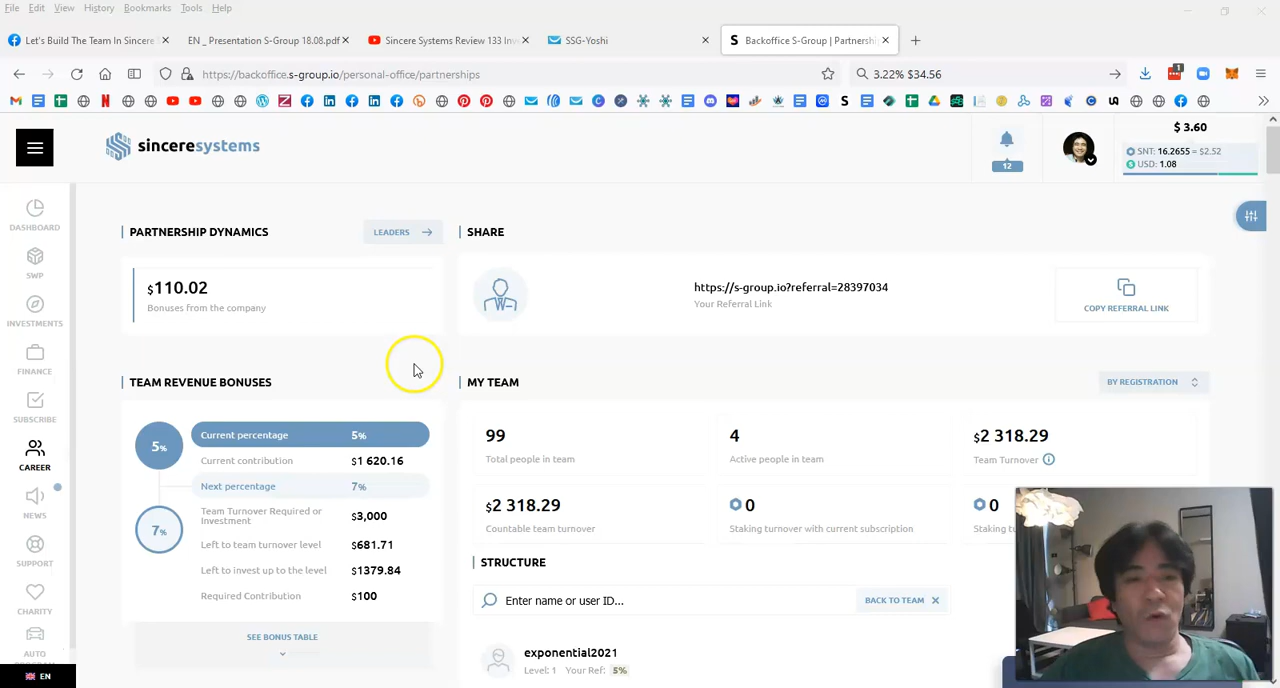 File Edit View History Bookmarks Tools Help
Let's Build The Team In Sincere
EN _ Presentation S-Group 18.08.pdf
Sincere Systems Review 133 Inv
SSG-Yoshi
S Backoffice S-Group | Partnership
https://backoffice.s-group.io/personal-office/partnerships
3.22% $34.56
1
sinceresystems
12
$ 3.60
SNT: 16.2655 = $2.52
USD: 1.08
DASHBOARD
SWP
INVESTMENTS
FINANCE
SUBSCRIBE
CAREER
NEWS
SUPPORT
CHARITY
AUTO
EN
PARTNERSHIP DYNAMICS
LEADERS
$110.02
Bonuses from the company
SHARE
https://s-group.io?referral=28397034
Your Referral Link
COPY REFERRAL LINK
TEAM REVENUE BONUSES
5%
Current percentage 5%
Current contribution $1 620.16
Next percentage 7%
7%
Team Turnover Required or
Investment $3,000
Left to team turnover level $681.71
Left to invest up to the level $1379.84
Required Contribution $100
SEE BONUS TABLE
MY TEAM
BY REGISTRATION
99
Total people in team
4
Active people in team
$2 318.29
Team Turnover
$2 318.29
Countable team turnover
0
Staking turnover with current subscription
0
Staking
STRUCTURE
Enter name or user ID...
BACK TO TEAM
exponential2021
Level: 1 Your Ref: 5%